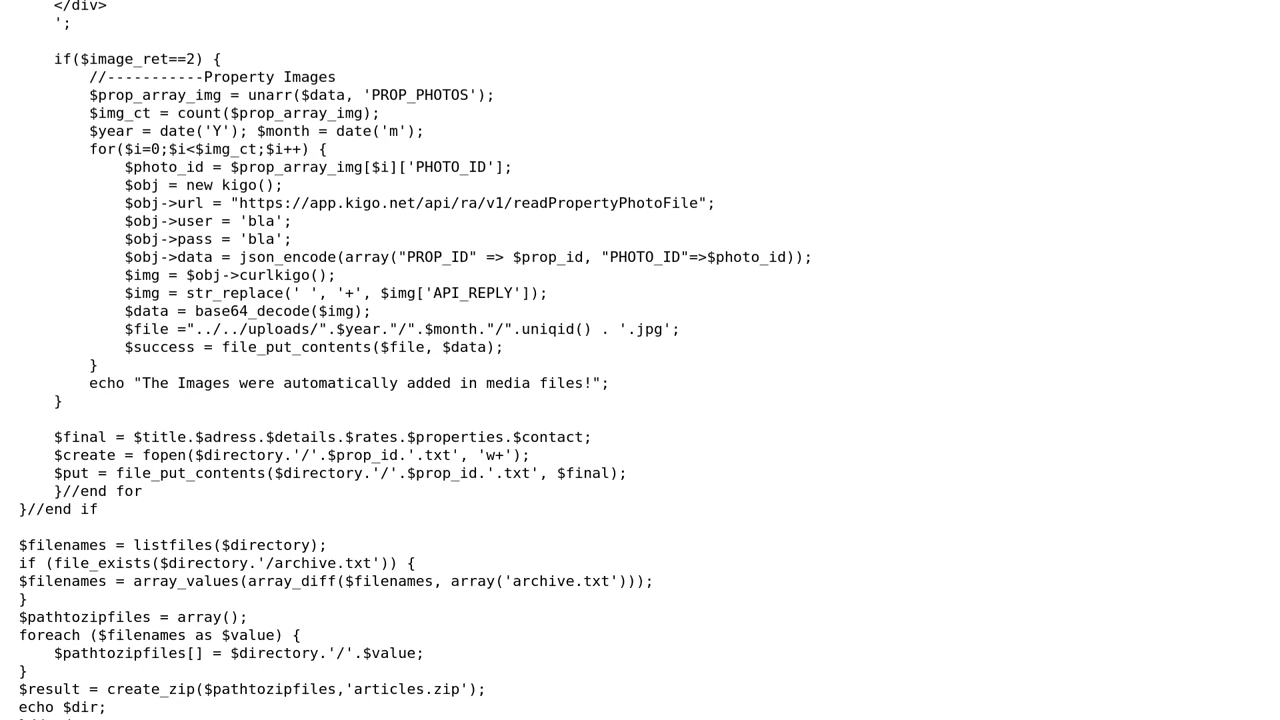 </div>
';
if($image_ret==2) {
//-----------Property Images
$prop_array_img = unarr($data, 'PROP_PHOTOS');
$img_ct = count($prop_array_img);
$year = date('Y'); $month = date('m');
for($i=0;$i<$img_ct;$i++) {
$photo_id = $prop_array_img[$i]['PHOTO_ID'];
$obj = new kigo();
$obj->url = "https://app.kigo.net/api/ra/v1/readPropertyPhotoFile";
$obj->user = 'bla';
$obj->pass = 'bla';
$obj->data = json_encode(array("PROP_ID" => $prop_id, "PHOTO_ID"=>$photo_id));
$img = $obj->curlkigo();
$img = str_replace(' ', '+', $img['API_REPLY']);
$data = base64_decode($img);
$file ="../../uploads/".$year."/".$month."/".uniqid() . '.jpg';
$success = file_put_contents($file, $data);
}
echo "The Images were automatically added in media files!";
}
$final = $title.$adress.$details.$rates.$properties.$contact;
$create = fopen($directory.'/'.$prop_id.'.txt', 'w+');
$put = file_put_contents($directory.'/'.$prop_id.'.txt', $final);
}//end for
}//end if
$filenames = listfiles($directory);
if (file_exists($directory.'/archive.txt')) {
$filenames = array_values(array_diff($filenames, array('archive.txt')));
}
$pathtozipfiles = array();
foreach ($filenames as $value) {
$pathtozipfiles[] = $directory.'/'.$value;
}
$result = create_zip($pathtozipfiles,'articles.zip');
echo $dir;